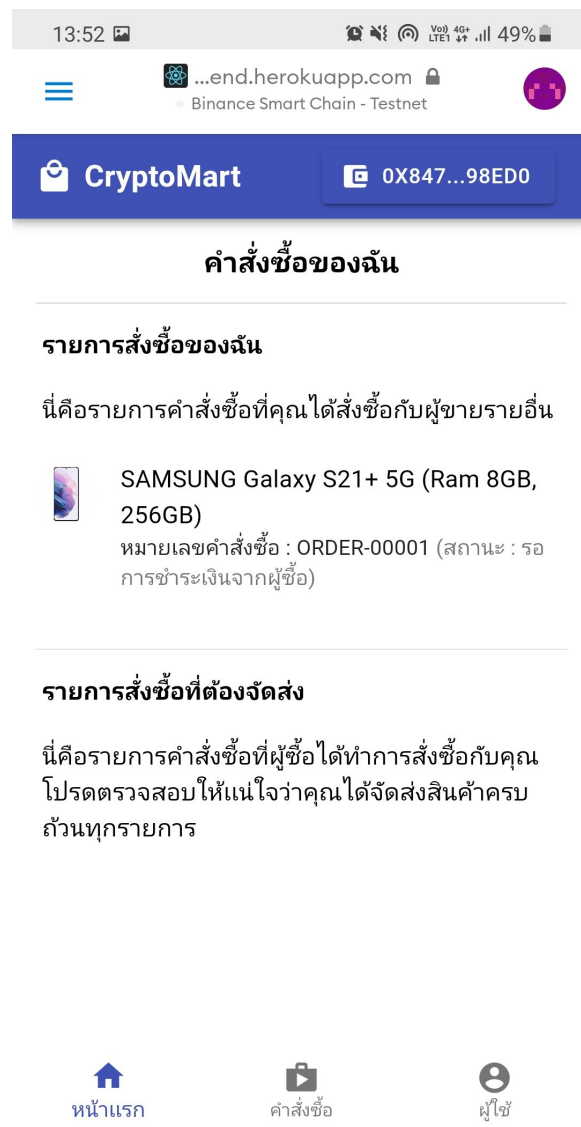 13:52
Vo)) 4G+
LTE1 49%
...end.herokuapp.com
Binance Smart Chain - Testnet
CryptoMart
0X847...98ED0
คำสั่งซื้อของฉัน
รายการสั่งซื้อของฉัน
นี่คือรายการคำสั่งซื้อที่คุณได้สั่งซื้อกับผู้ขายรายอื่น
SAMSUNG Galaxy S21+ 5G (Ram 8GB,
256GB)
หมายเลขคำสั่งซื้อ : ORDER-00001 (สถานะ : รอ
การชำระเงินจากผู้ซื้อ)
รายการสั่งซื้อที่ต้องจัดส่ง
นี่คือรายการคำสั่งซื้อที่ผู้ซื้อได้ทำการสั่งซื้อกับคุณ
โปรดตรวจสอบให้แน่ใจว่าคุณได้จัดส่งสินค้าครบ
ถ้วนทุกรายการ
หน้าแรก
คำสั่งซื้อ
ผู้ใช้